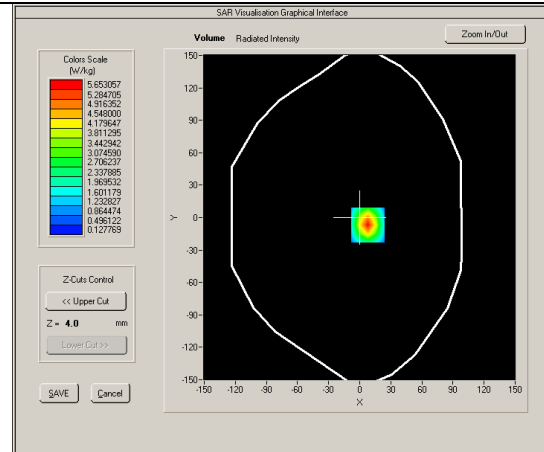 SAR Visualisation Graphical Interface
Volume Radiated Intensity
Zoom In/Out
Colors Scale
(W/kg)
5.653057
5.284705
4.916352
4.548000
4.179647
3.811295
3.442942
3.074590
2.706237
2.337885
1.969532
1.601179
1.232827
0.864474
0.496122
0.127769
Z-Cuts Control
<< Upper Cut
Z = 4.0 mm
Lower Cut >>
SAVE Cancel
150
120
90
60
30
0
-30
-60
-90
-120
-150
Y
-150 -120 -90 -60 -30 0 30 60 90 120 150
X